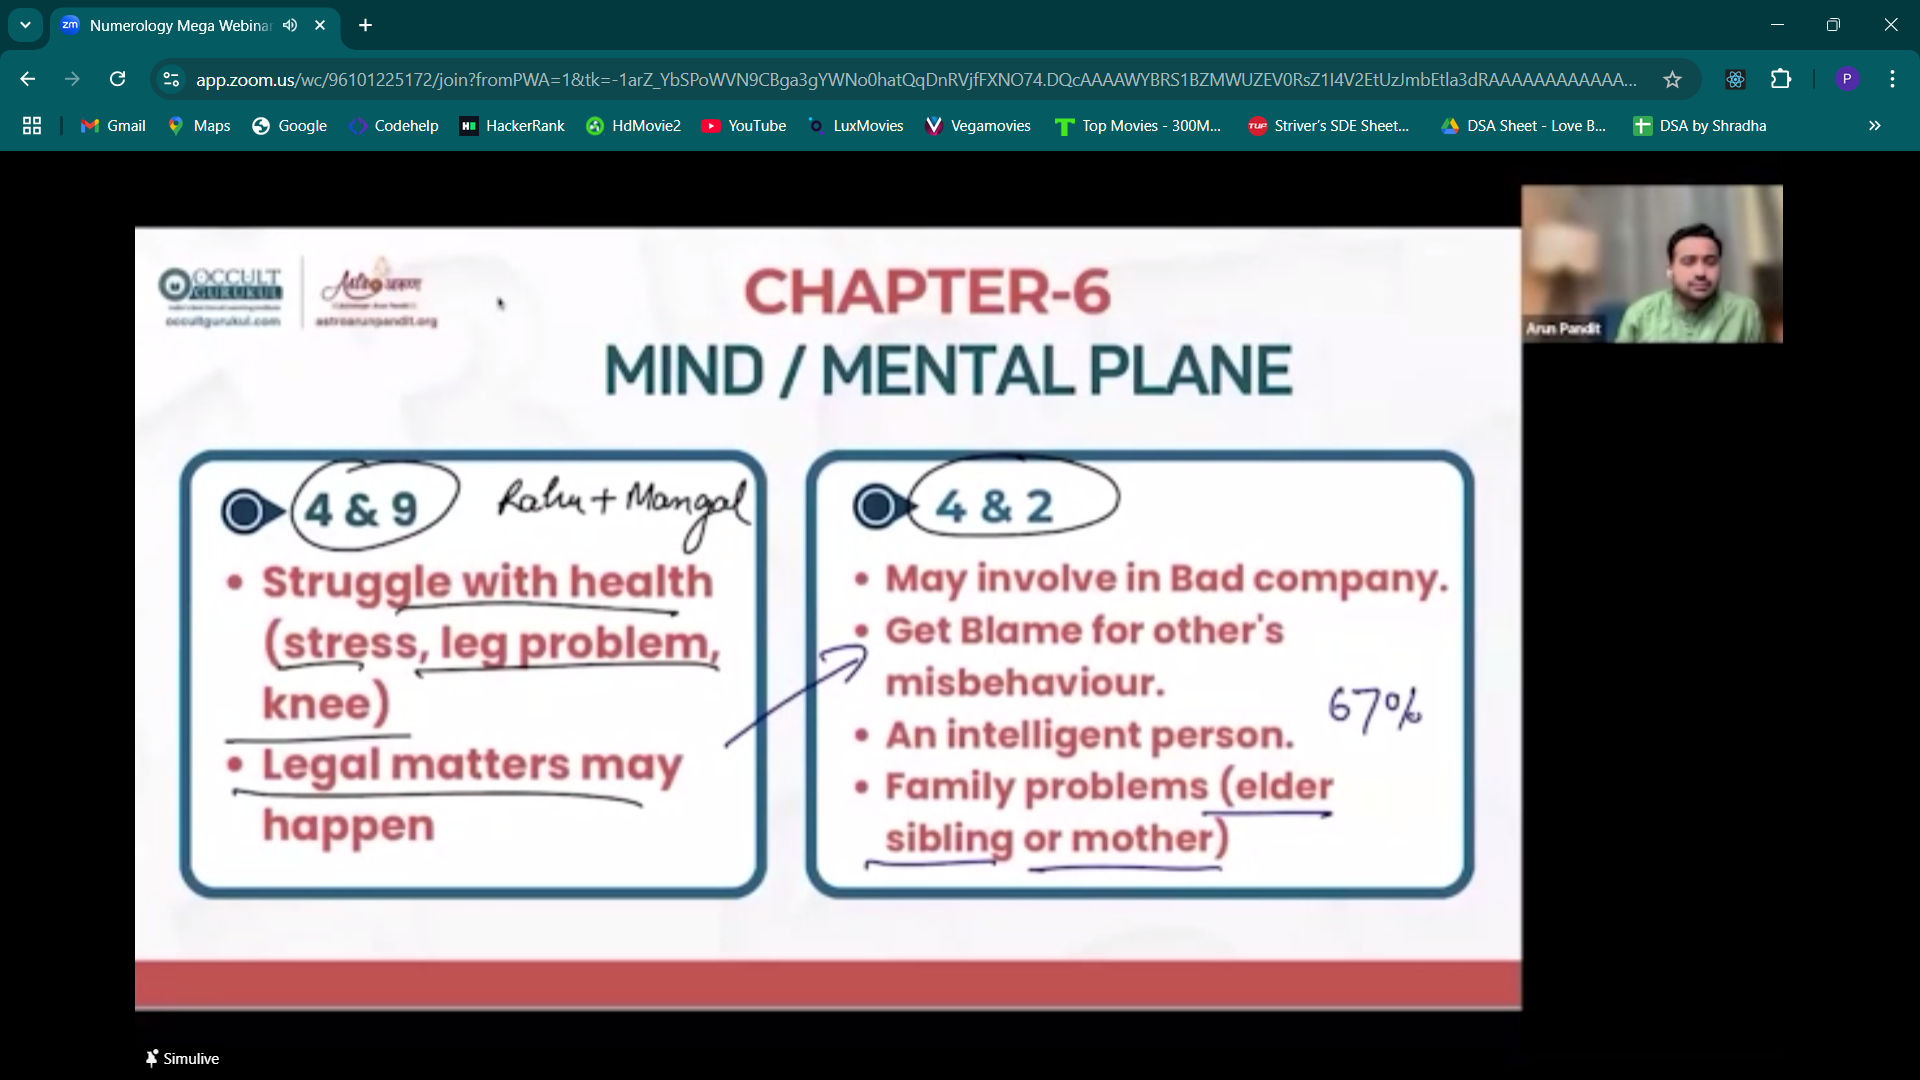 Numerology Mega Webinar
app.zoom.us/wc/96101225172/join?fromPWA=1&tk=-1arZ_YbSPoWVN9CBga3gYWNo0hatQqDnRVjfFXNO74.DQcAAAAWYBRS1BZMWUZEV0RsZ1I4V2EtUzJmbEtIa3dRAAAAAAAAAAAA...
P
Gmail
Maps
Google
Codehelp
HackerRank
HdMovie2
YouTube
LuxMovies
Vegamovies
Top Movies - 300M...
Striver's SDE Sheet...
DSA Sheet - Love B...
DSA by Shradha
OCCULT
GURUKUL
occultgurukul.com
Astro अरुण
astroarunpandit.org
CHAPTER-6
MIND / MENTAL PLANE
Arun Pandit
4 & 9
Rahu + Mangal
• Struggle with health
(stress, leg problem,
knee)
• Legal matters may
happen
4 & 2
• May involve in Bad company.
• Get Blame for other's
misbehaviour.
• An intelligent person.
67%
• Family problems (elder
sibling or mother)
Simulive